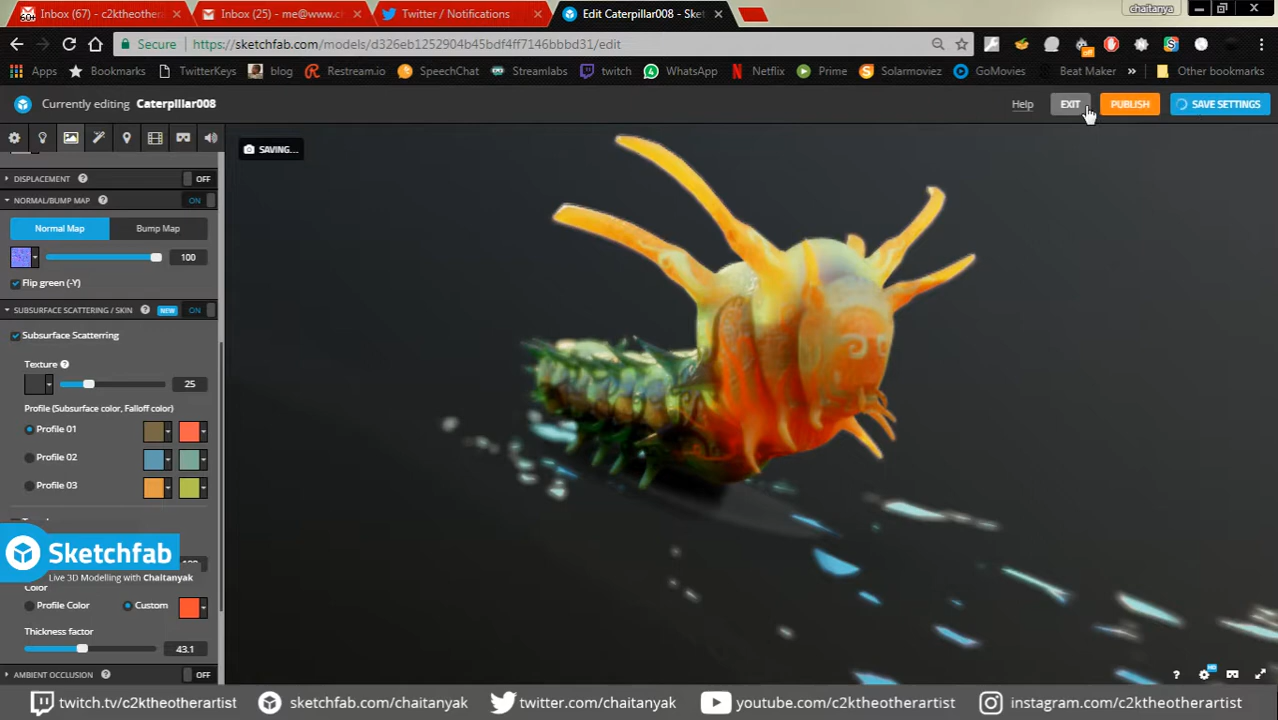 Inbox (67) - c2ktheothera
Inbox (25) - me@www.c
Twitter / Notifications
Edit Caterpillar008 - Sket
chaitanya
60+
Secure
https://sketchfab.com/models/d326eb1252904b45bdf4ff7146bbbd31/edit
off
Apps
Bookmarks
TwitterKeys
blog
Restream.io
SpeechChat
Streamlabs
twitch
WhatsApp
Netflix
Prime
Solarmoviez
GoMovies
Beat Maker
»
Other bookmarks
Currently editing Caterpillar008
Help
EXIT
PUBLISH
SAVE SETTINGS
SAVING...
DISPLACEMENT ?
OFF
NORMAL/BUMP MAP ?
ON
Normal Map
Bump Map
100
Flip green (-Y)
SUBSURFACE SCATTERING / SKIN ? NEW
ON
Subsurface Scatterring
Texture ?
25
Profile (Subsurface color, Falloff color)
Profile 01
Profile 02
Profile 03
Sketchfab
Live 3D Modelling with Chaitanyak
Color
Profile Color
Custom
Thickness factor
43.1
AMBIENT OCCLUSION ?
OFF
? HD
twitch.tv/c2ktheotherartist
sketchfab.com/chaitanyak
twitter.com/chaitanyak
youtube.com/c2ktheotherartist
instagram.com/c2ktheotherartist